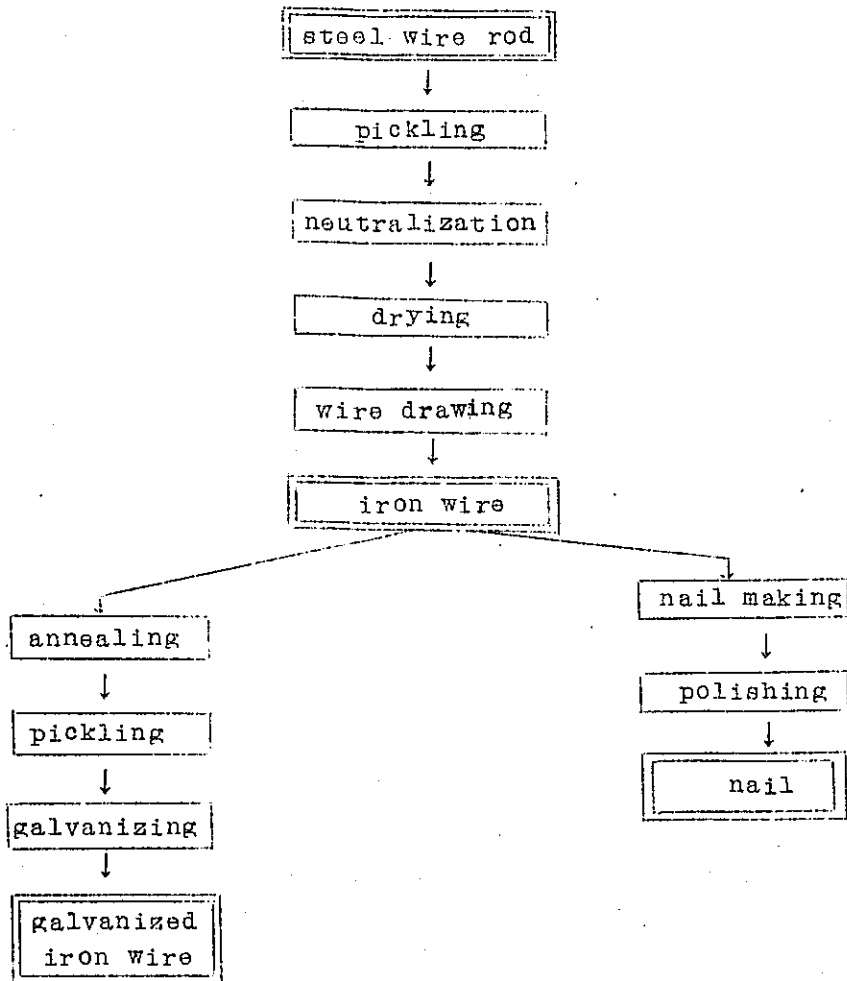 steel wire rod
pickling
neutralization
drying
wire drawing
iron wire
annealing
pickling
galvanizing
galvanized
iron wire
nail making
polishing
nail